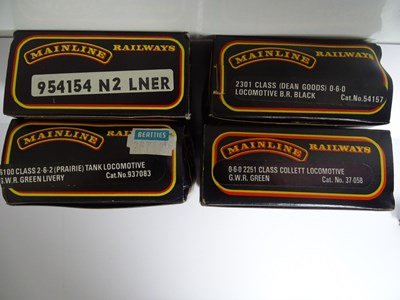 MAINLINE RAILWAYS
954154 N2 LNER
MAINLINE RAILWAYS
2301 CLASS (DEAN GOODS) 0-6-0
LOCOMOTIVE B.R. BLACK Cat.No.54157
MAINLINE
BEATTIES
6100 CLASS 2-6-2 (PRAIRIE) TANK LOCOMOTIVE
G.W.R. GREEN LIVERY Cat.No.937083
MAINLINE RAILWAYS
0-6-0 2251 CLASS COLLETT LOCOMOTIVE
G.W.R. GREEN Cat. No. 37-058